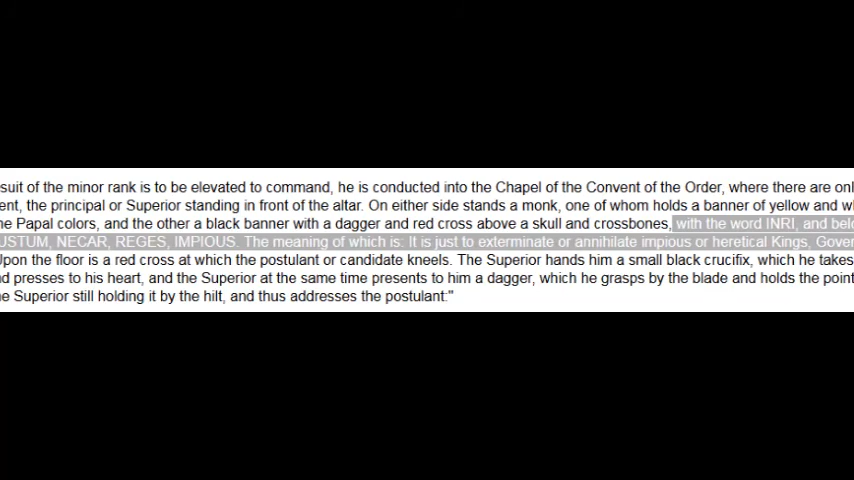 suit of the minor rank is to be elevated to command, he is conducted into the Chapel of the Convent of the Order, where there are onl
ent, the principal or Superior standing in front of the altar. On either side stands a monk, one of whom holds a banner of yellow and w
he Papal colors, and the other a black banner with a dagger and red cross above a skull and crossbones, with the word INRI, and belo
USTUM, NECAR, REGES, IMPIOUS. The meaning of which is: It is just to exterminate or annihilate impious or heretical Kings, Gover
Upon the floor is a red cross at which the postulant or candidate kneels. The Superior hands him a small black crucifix, which he takes
nd presses to his heart, and the Superior at the same time presents to him a dagger, which he grasps by the blade and holds the point
he Superior still holding it by the hilt, and thus addresses the postulant:"